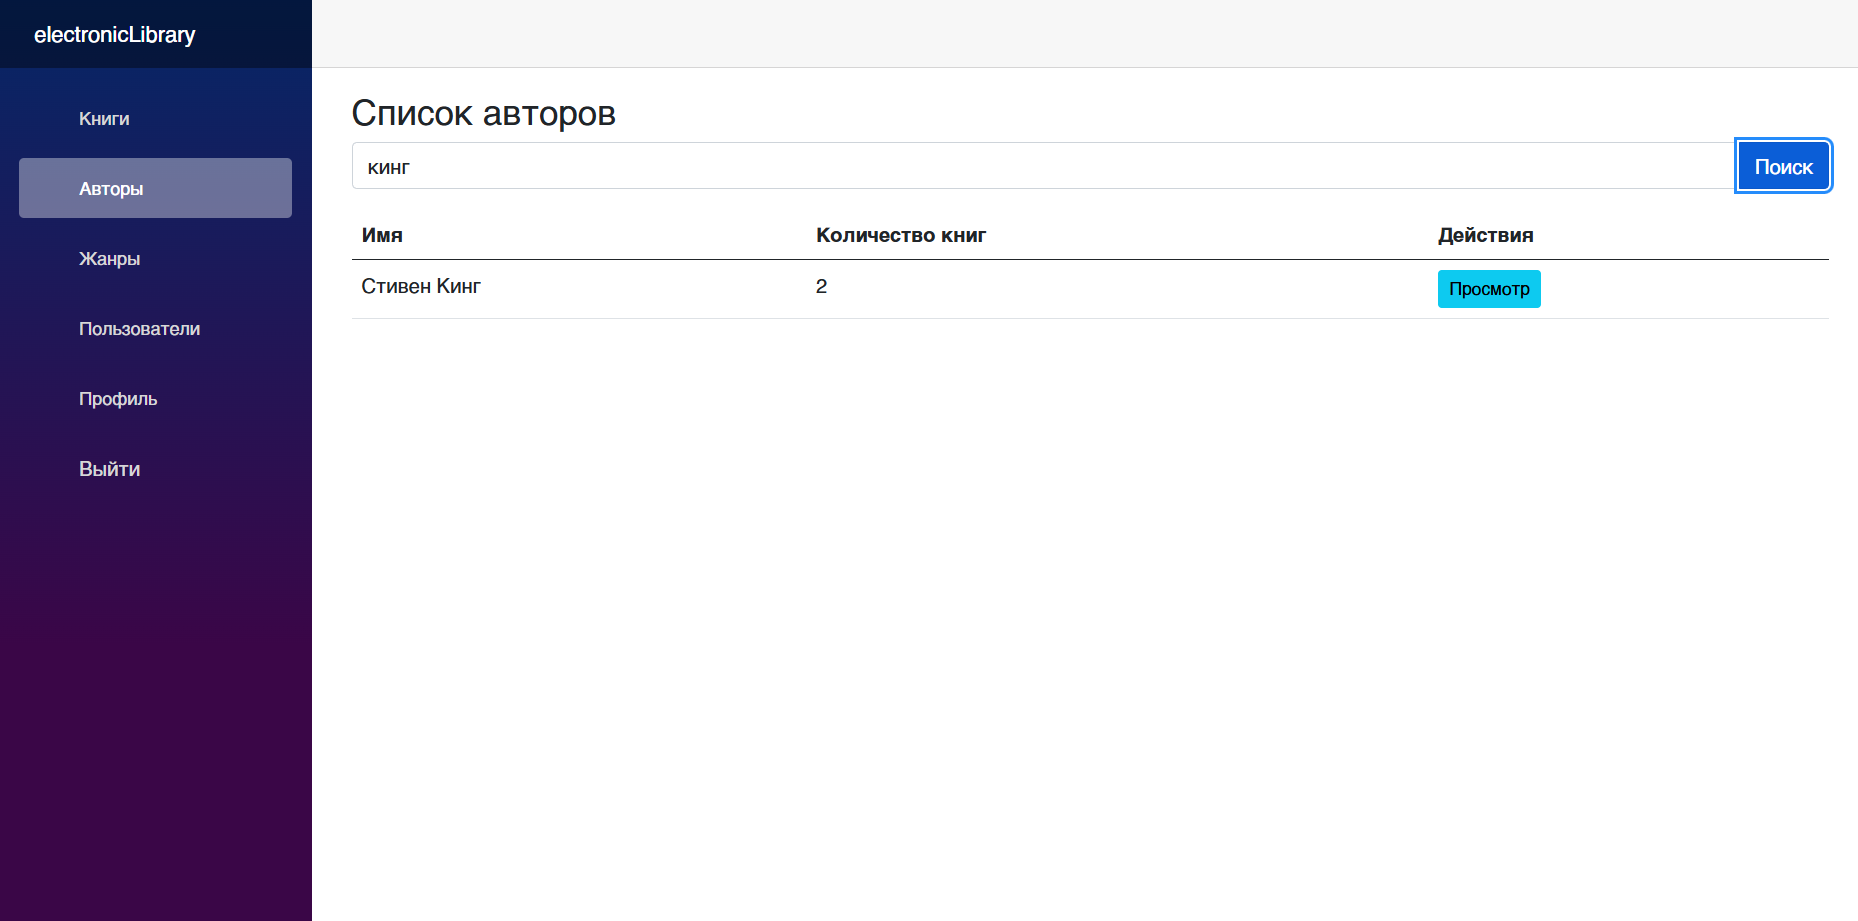 electronicLibrary
Книги
Авторы
Жанры
Пользователи
Профиль
Выйти
Список авторов
кинг Поиск
Имя Количество книг Действия
Стивен Кинг 2 Просмотр